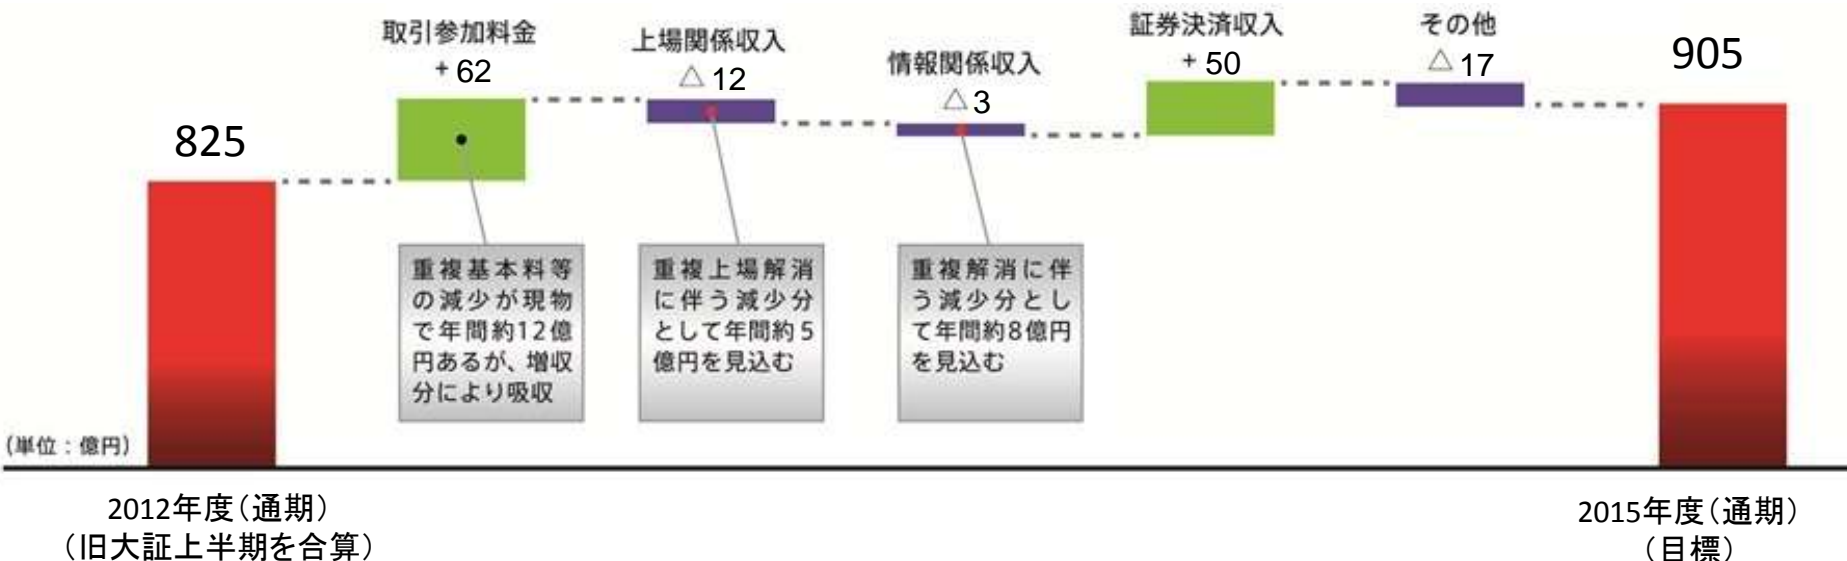 取引参加料金
+ 62
上場関係収入
△ 12
情報関係収入
△ 3
証券決済収入
+ 50
その他
△ 17
825
905
重複基本料等
の減少が現物
で年間約12億
円あるが、増収
分により吸収
重複上場解消
に伴う減少分
として年間約5
億円を見込む
重複解消に伴
う減少分とし
て年間約8億円
を見込む
(単位：億円)
2012年度(通期)
(旧大証上半期を合算)
2015年度(通期)
(目標)